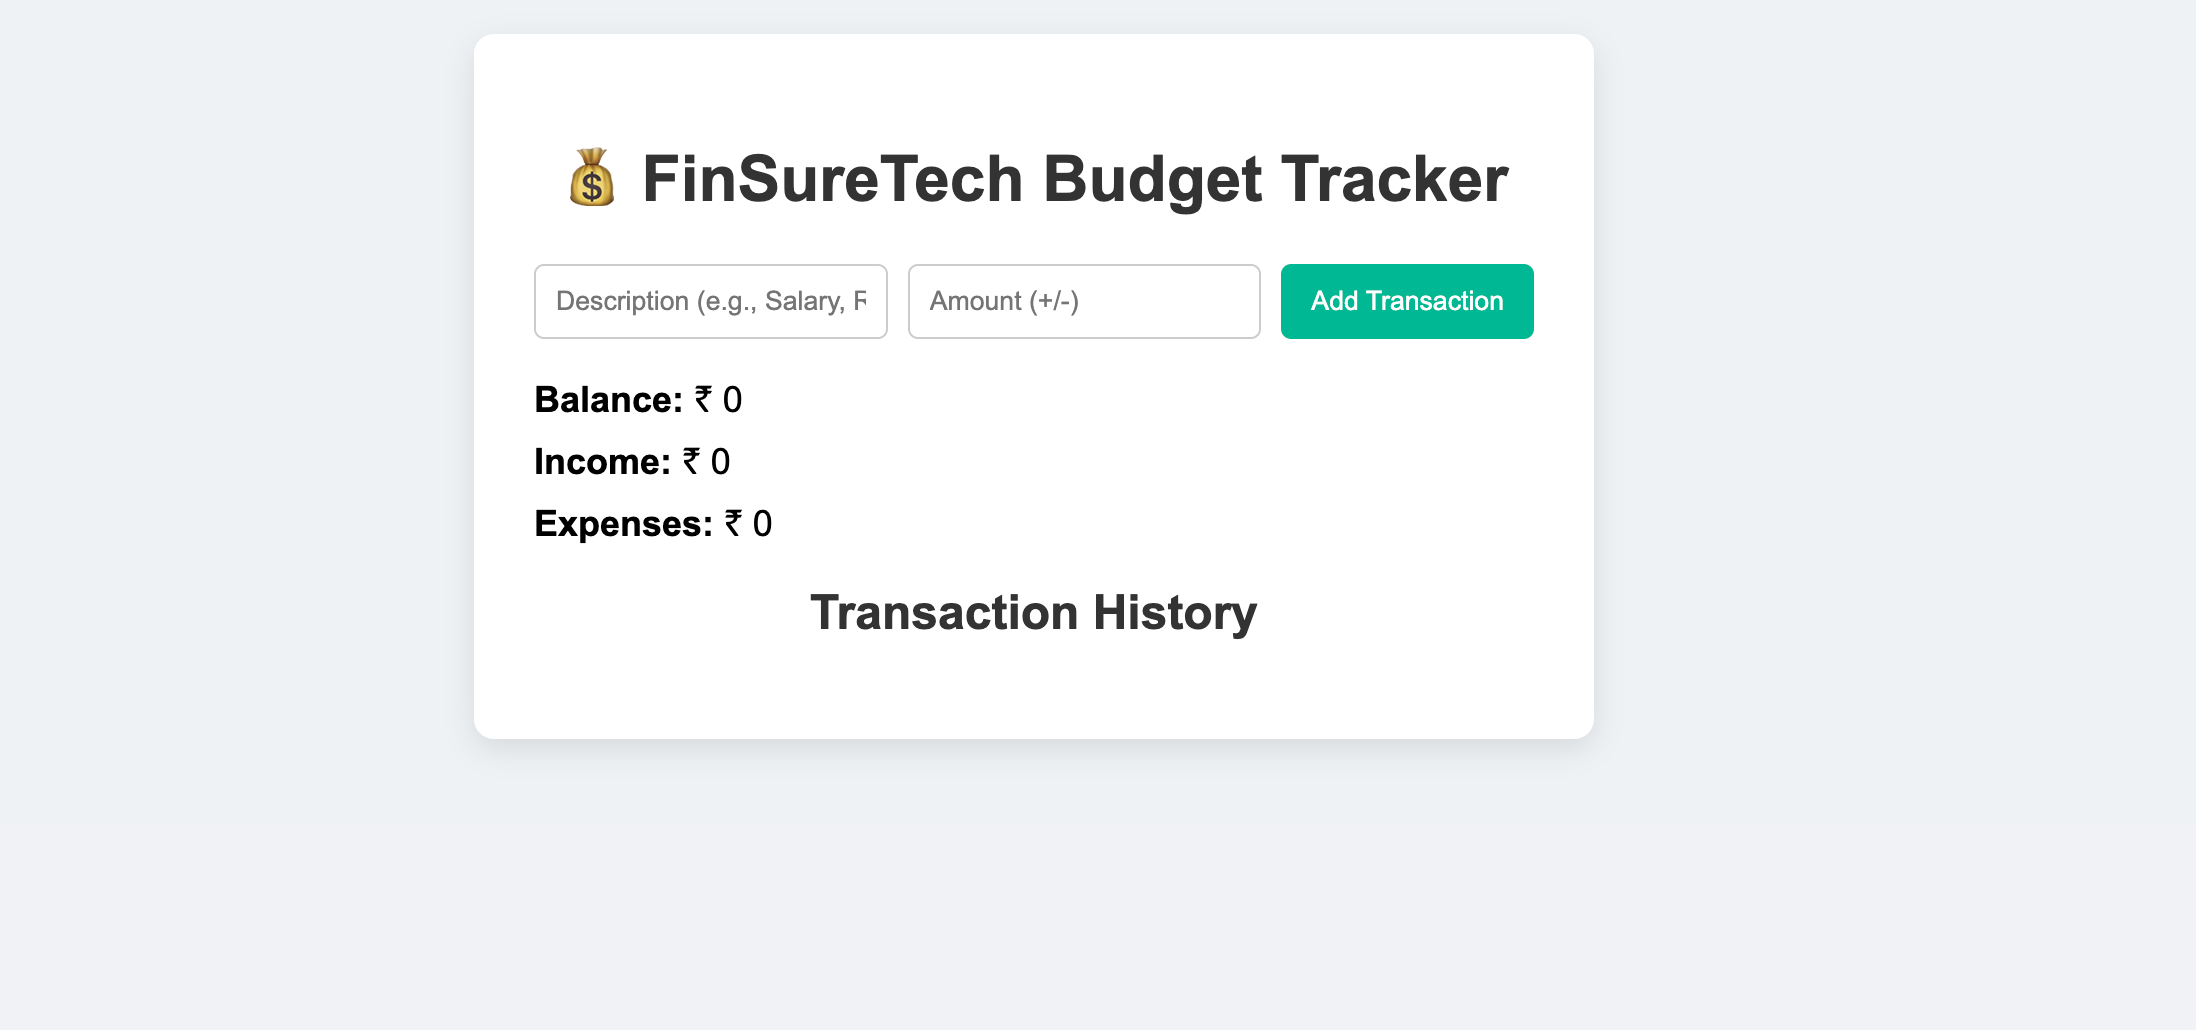 💰 FinSureTech Budget Tracker
Description (e.g., Salary, R
Amount (+/-)
Add Transaction
Balance: ₹ 0
Income: ₹ 0
Expenses: ₹ 0
Transaction History